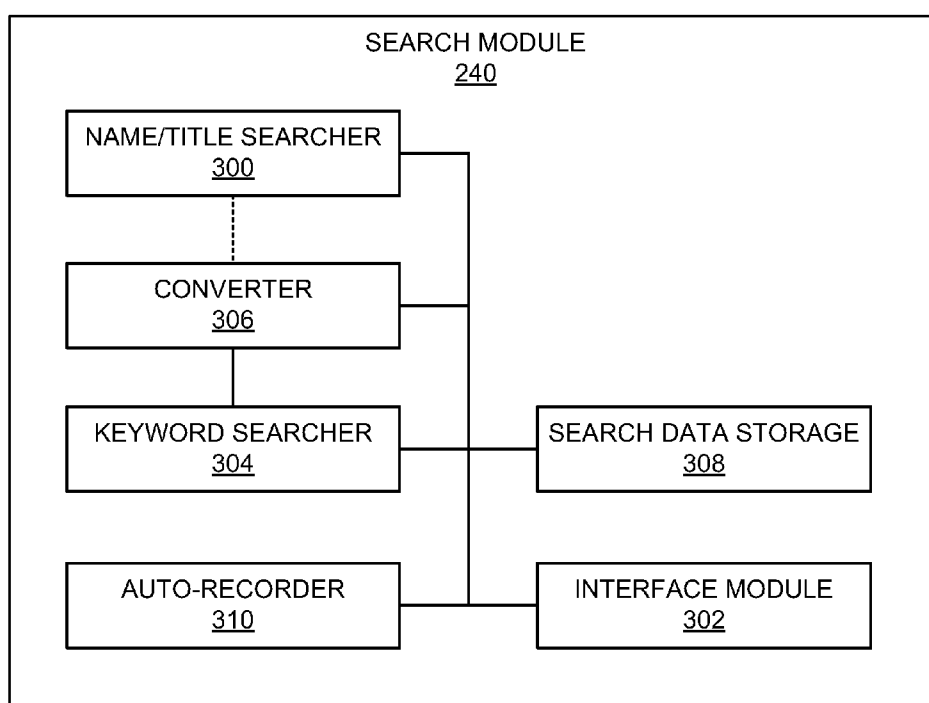 SEARCH MODULE
240
NAME/TITLE SEARCHER
300
CONVERTER
306
KEYWORD SEARCHER
304
SEARCH DATA STORAGE
308
AUTO-RECORDER
310
INTERFACE MODULE
302